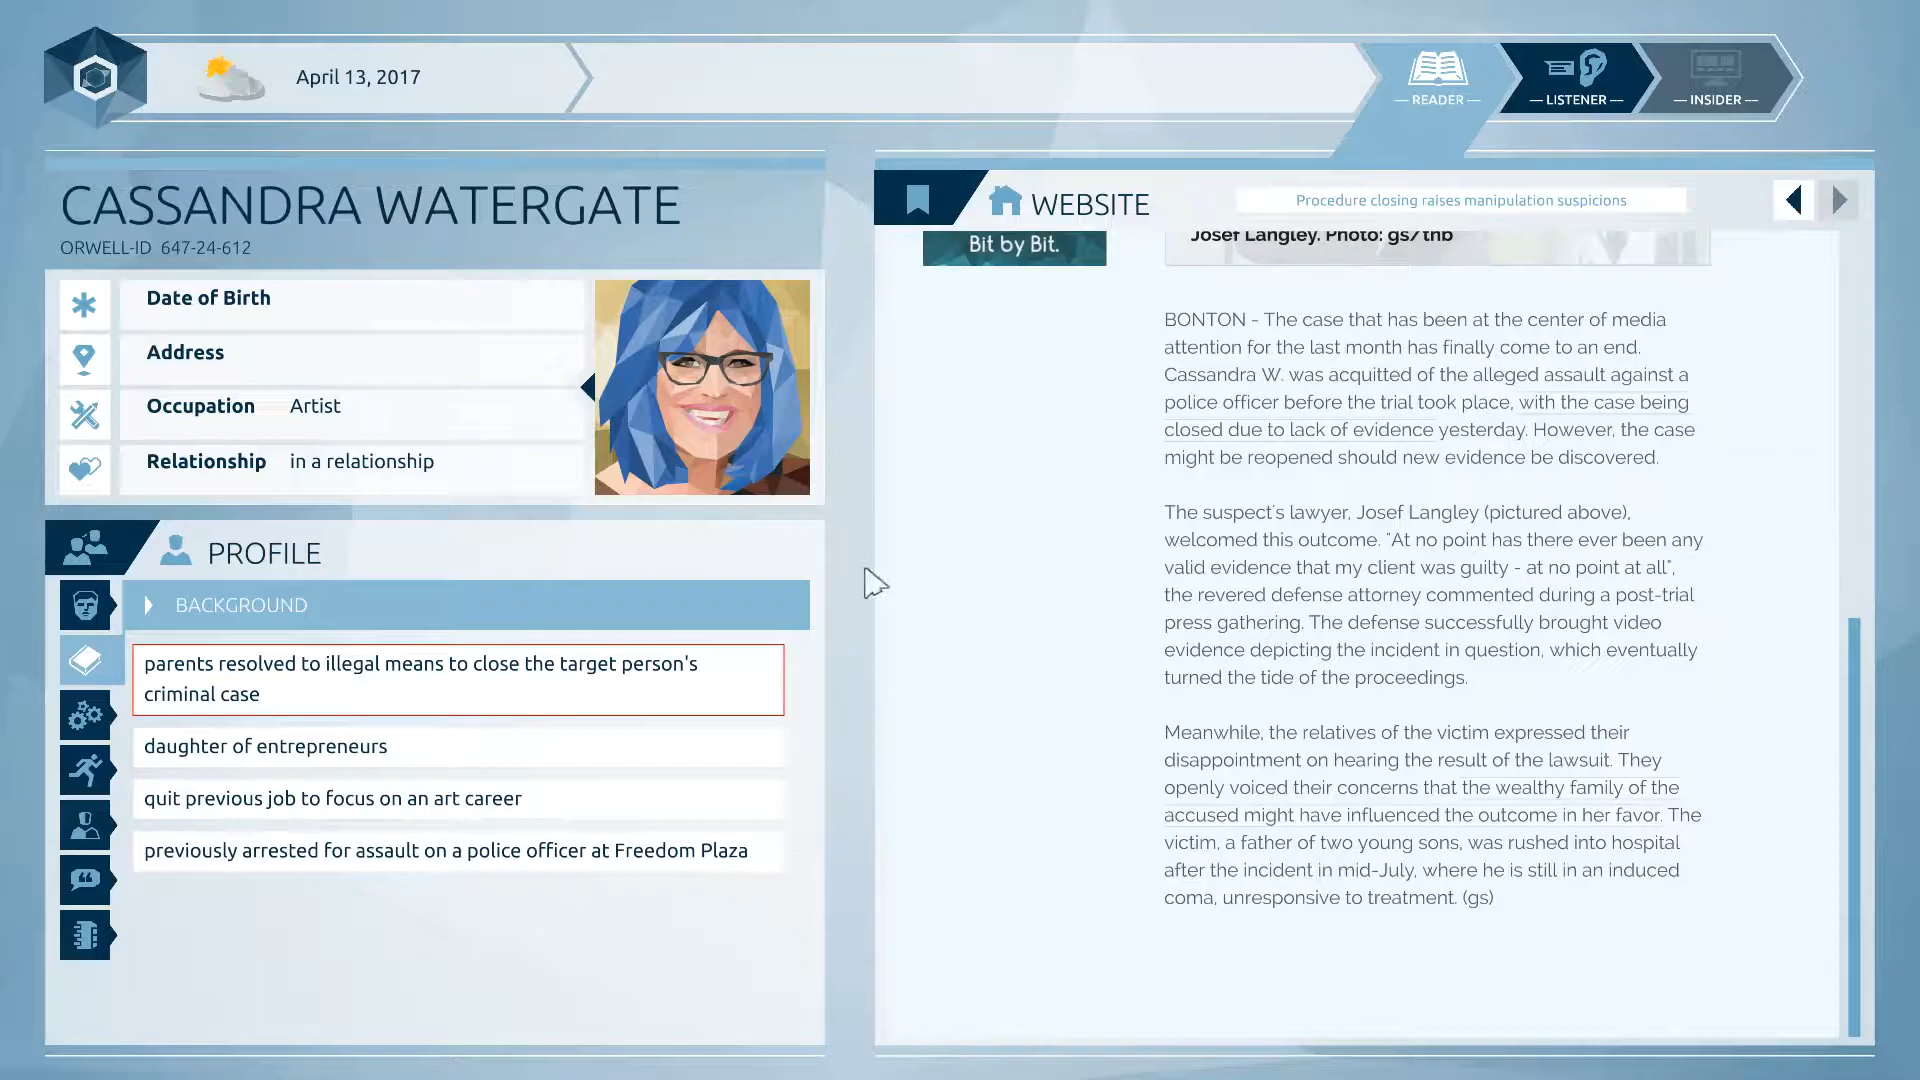 April 13, 2017
READER
LISTENER
INSIDER
CASSANDRA WATERGATE
ORWELL-ID 647-24-612
Date of Birth
Address
Occupation Artist
Relationship in a relationship
PROFILE
BACKGROUND
parents resolved to illegal means to close the target person's
criminal case
daughter of entrepreneurs
quit previous job to focus on an art career
previously arrested for assault on a police officer at Freedom Plaza
WEBSITE
Procedure closing raises manipulation suspicions
Bit by Bit.
Josef Langley. Photo: gs/thb
BONTON - The case that has been at the center of media
attention for the last month has finally come to an end.
Cassandra W. was acquitted of the alleged assault against a
police officer before the trial took place, with the case being
closed due to lack of evidence yesterday. However, the case
might be reopened should new evidence be discovered.
The suspect's lawyer, Josef Langley (pictured above),
welcomed this outcome. "At no point has there ever been any
valid evidence that my client was guilty - at no point at all",
the revered defense attorney commented during a post-trial
press gathering. The defense successfully brought video
evidence depicting the incident in question, which eventually
turned the tide of the proceedings.
Meanwhile, the relatives of the victim expressed their
disappointment on hearing the result of the lawsuit. They
openly voiced their concerns that the wealthy family of the
accused might have influenced the outcome in her favor. The
victim, a father of two young sons, was rushed into hospital
after the incident in mid-July, where he is still in an induced
coma, unresponsive to treatment. (gs)